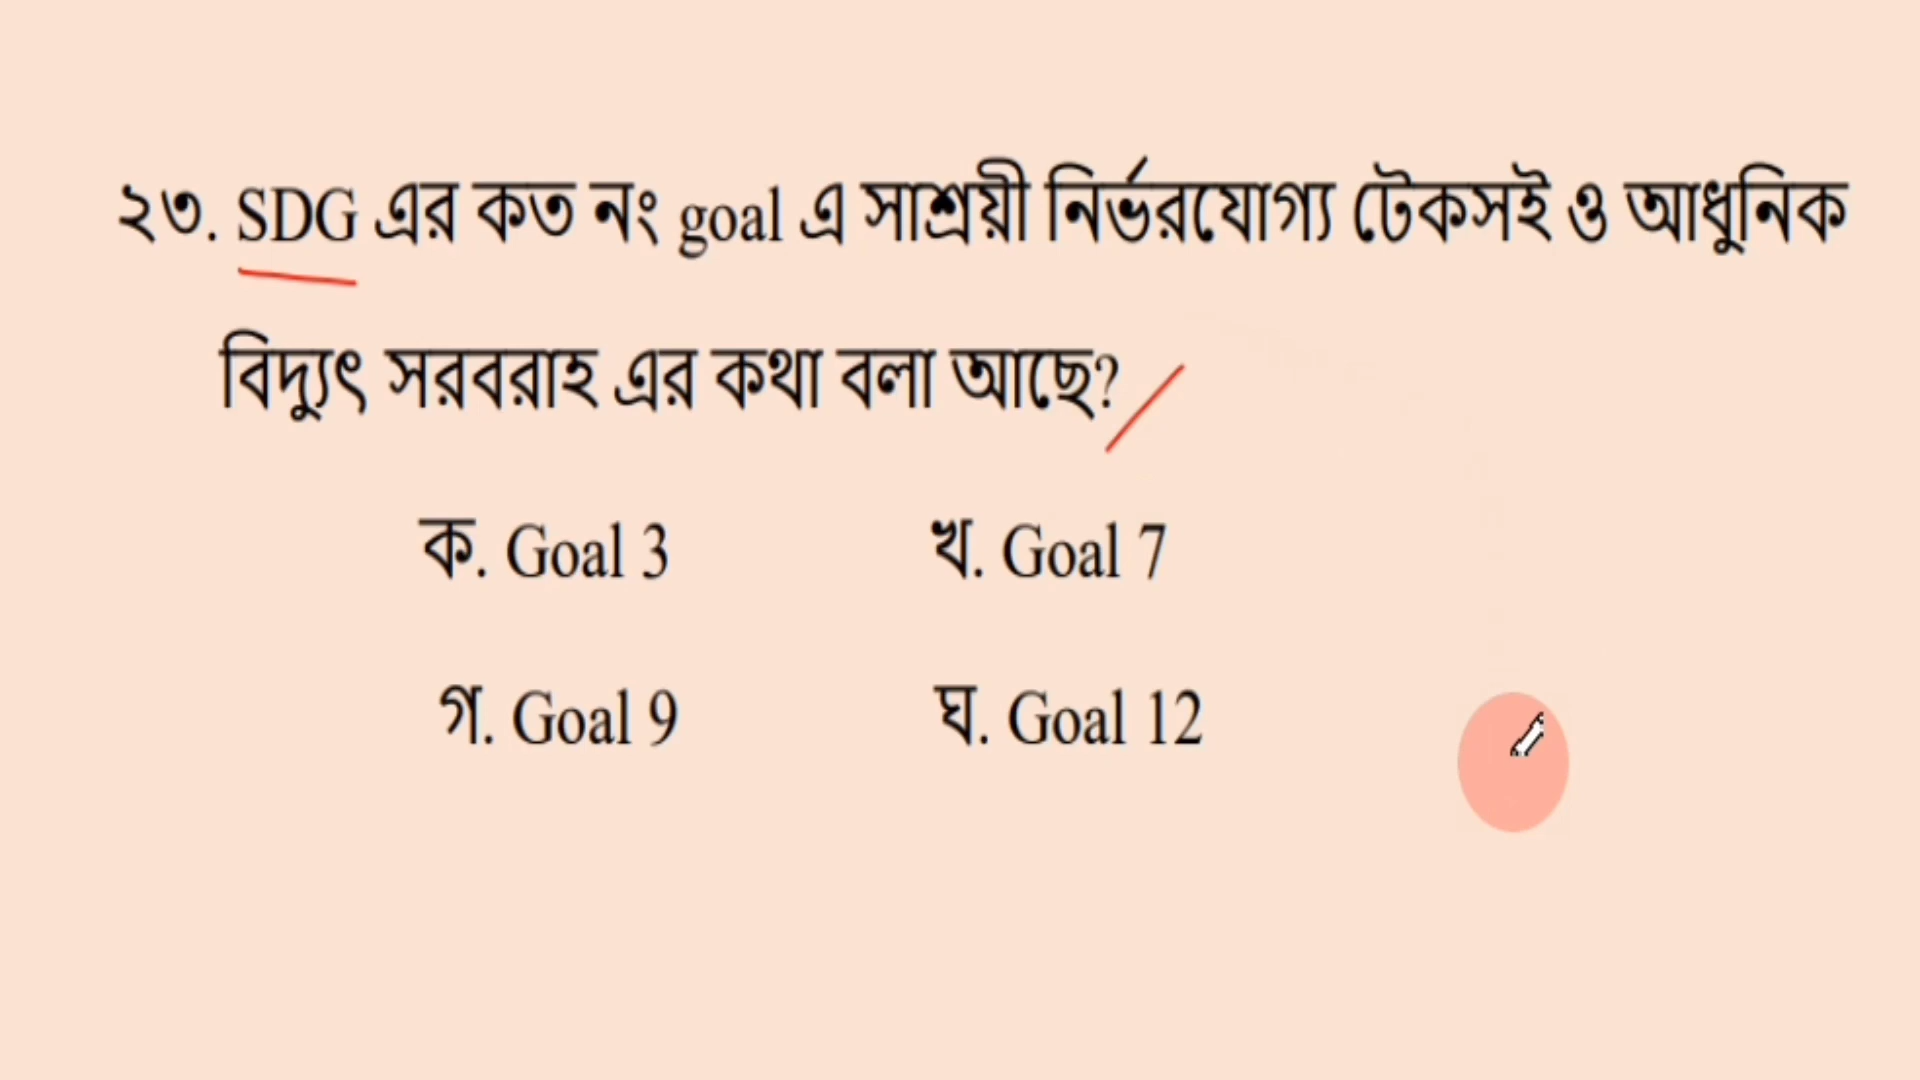 ২৩. SDG এর কত নং goal এ সাশ্রয়ী নির্ভরযোগ্য টেকসই ও আধুনিক
বিদ্যুৎ সরবরাহ এর কথা বলা আছে?
ক. Goal 3 খ. Goal 7
গ. Goal 9 ঘ. Goal 12